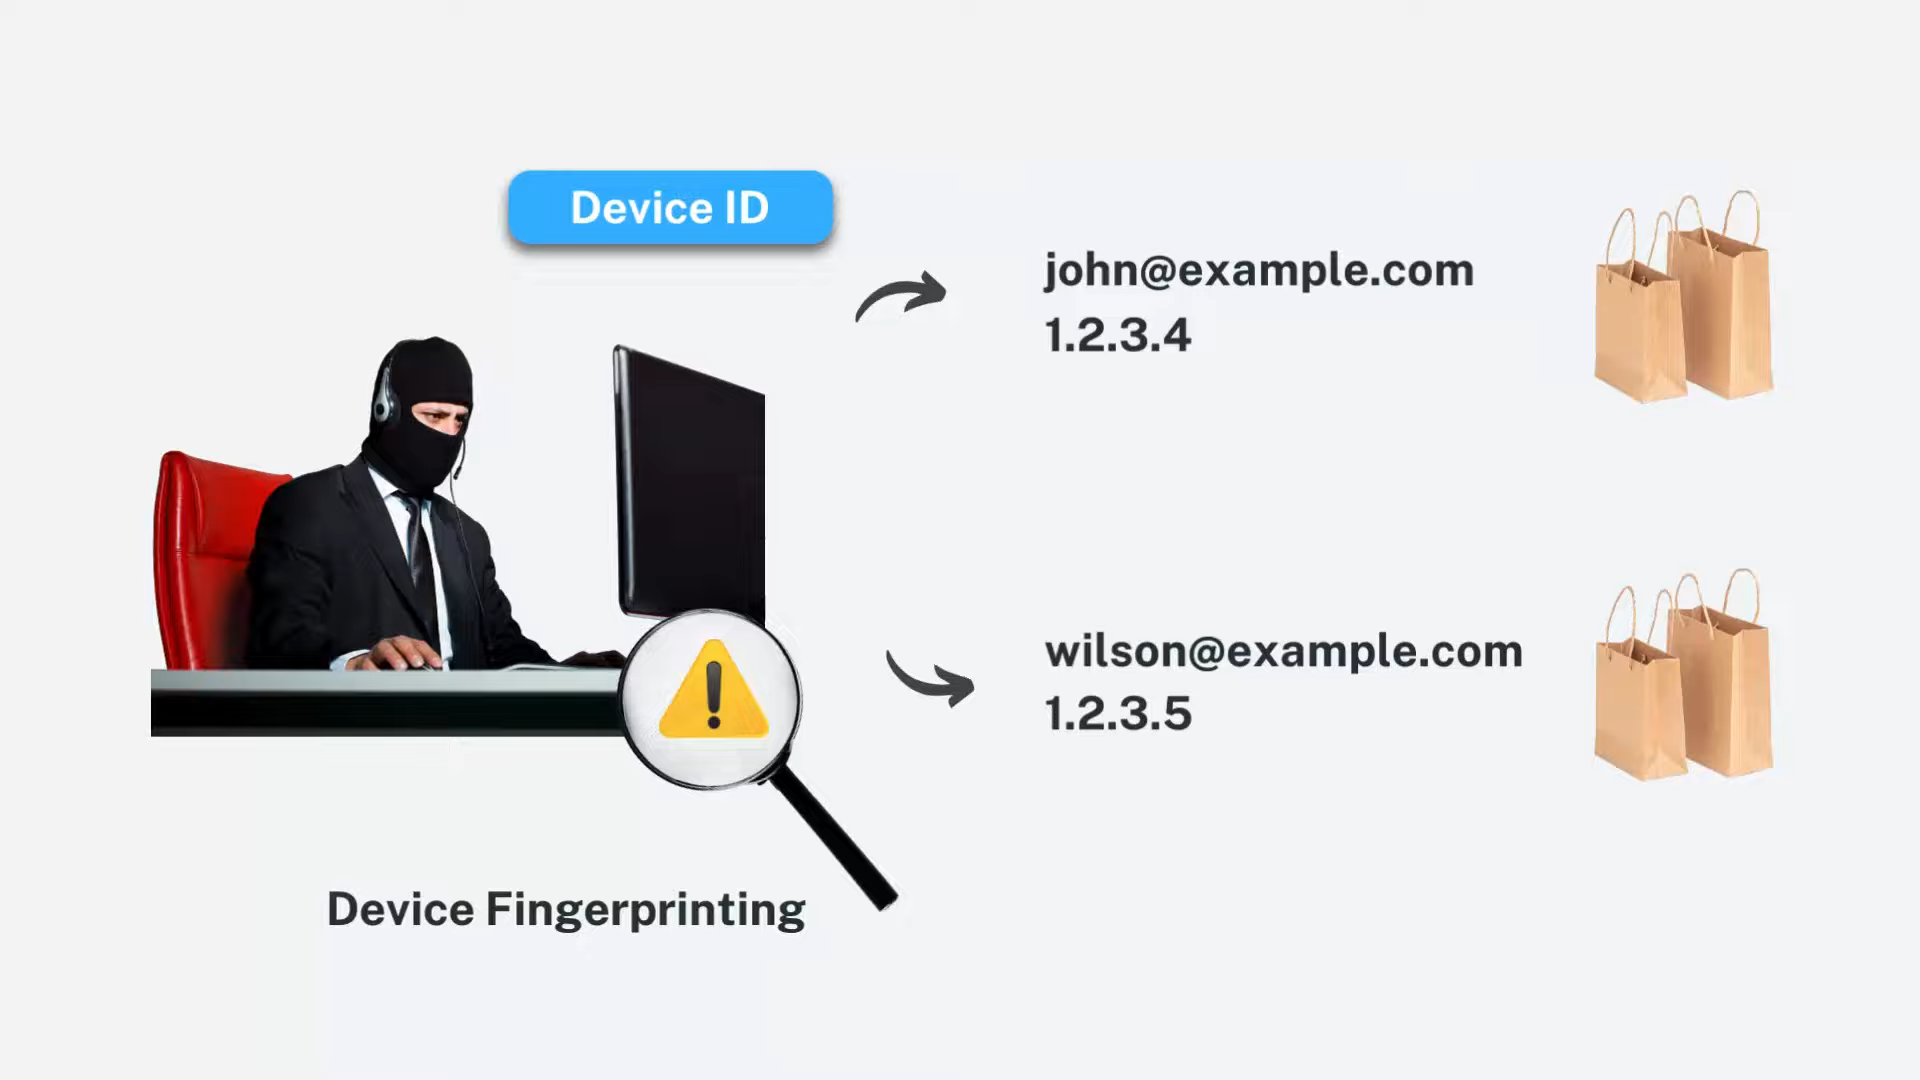 Device ID
john@example.com
1.2.3.4
wilson@example.com
1.2.3.5
Device Fingerprinting